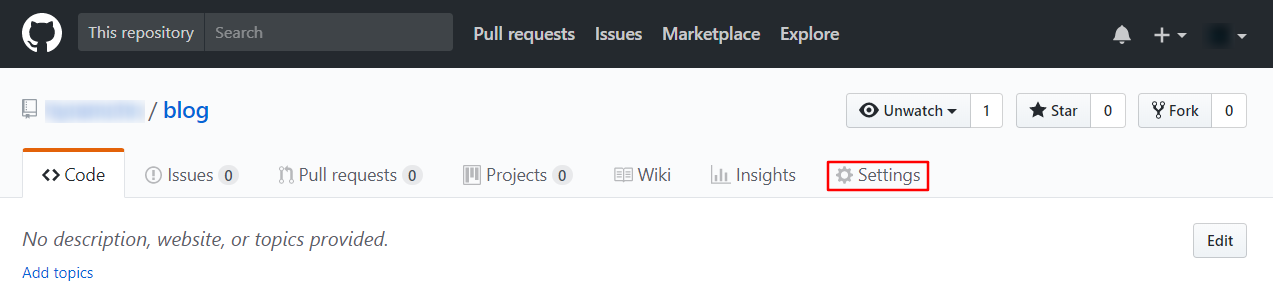 This repository Search Pull requests Issues Marketplace Explore
/ blog Unwatch 1 Star 0 Fork 0
Code Issues 0 Pull requests 0 Projects 0 Wiki Insights Settings
No description, website, or topics provided. Edit
Add topics